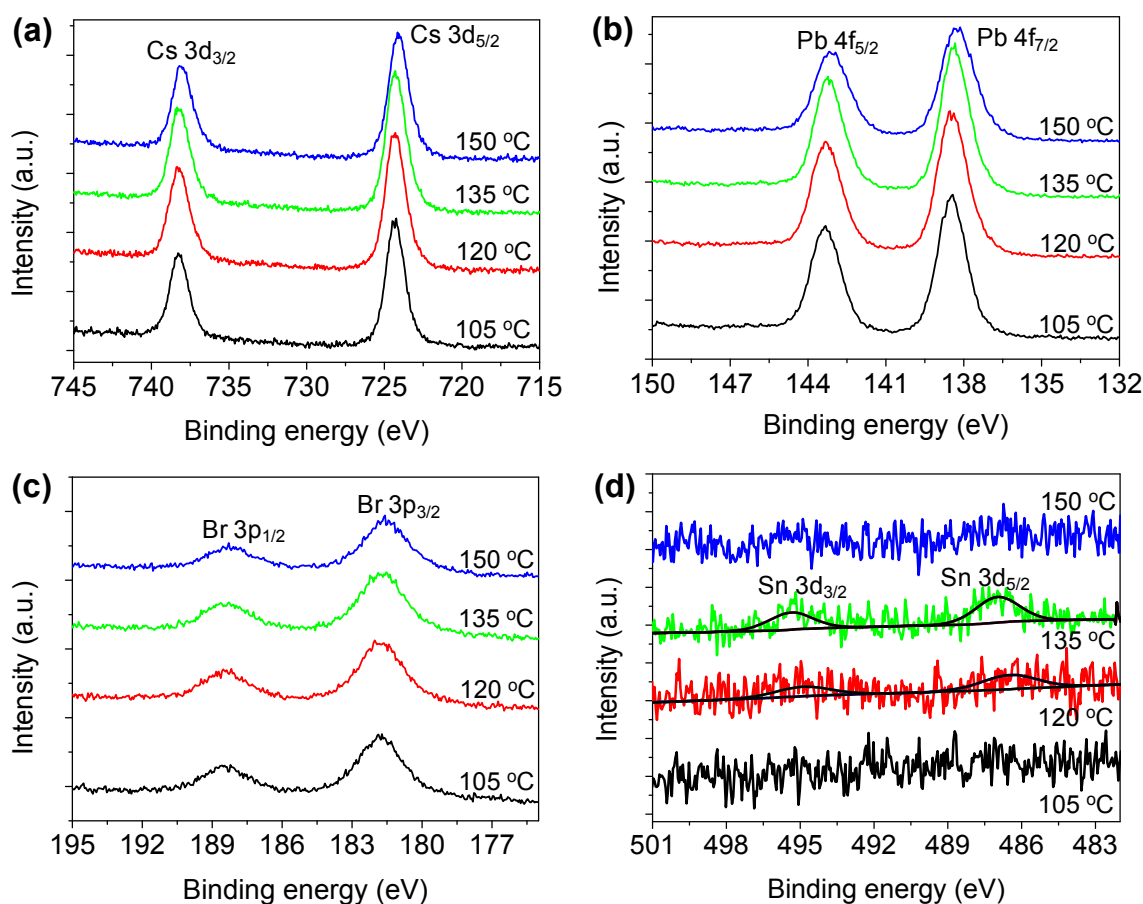 (a)
Cs 3d3/2
Cs 3d5/2
150 oC
135 oC
120 oC
105 oC
Intensity (a.u.)
745 740 735 730 725 720 715
Binding energy (eV)
(b)
Pb 4f5/2
Pb 4f7/2
150 oC
135 oC
120 oC
105 oC
Intensity (a.u.)
150 147 144 141 138 135 132
Binding energy (eV)
(c)
Br 3p1/2
Br 3p3/2
150 oC
135 oC
120 oC
105 oC
Intensity (a.u.)
195 192 189 186 183 180 177
Binding energy (eV)
(d)
150 oC
Sn 3d3/2
Sn 3d5/2
135 oC
120 oC
105 oC
Intensity (a.u.)
501 498 495 492 489 486 483
Binding energy (eV)